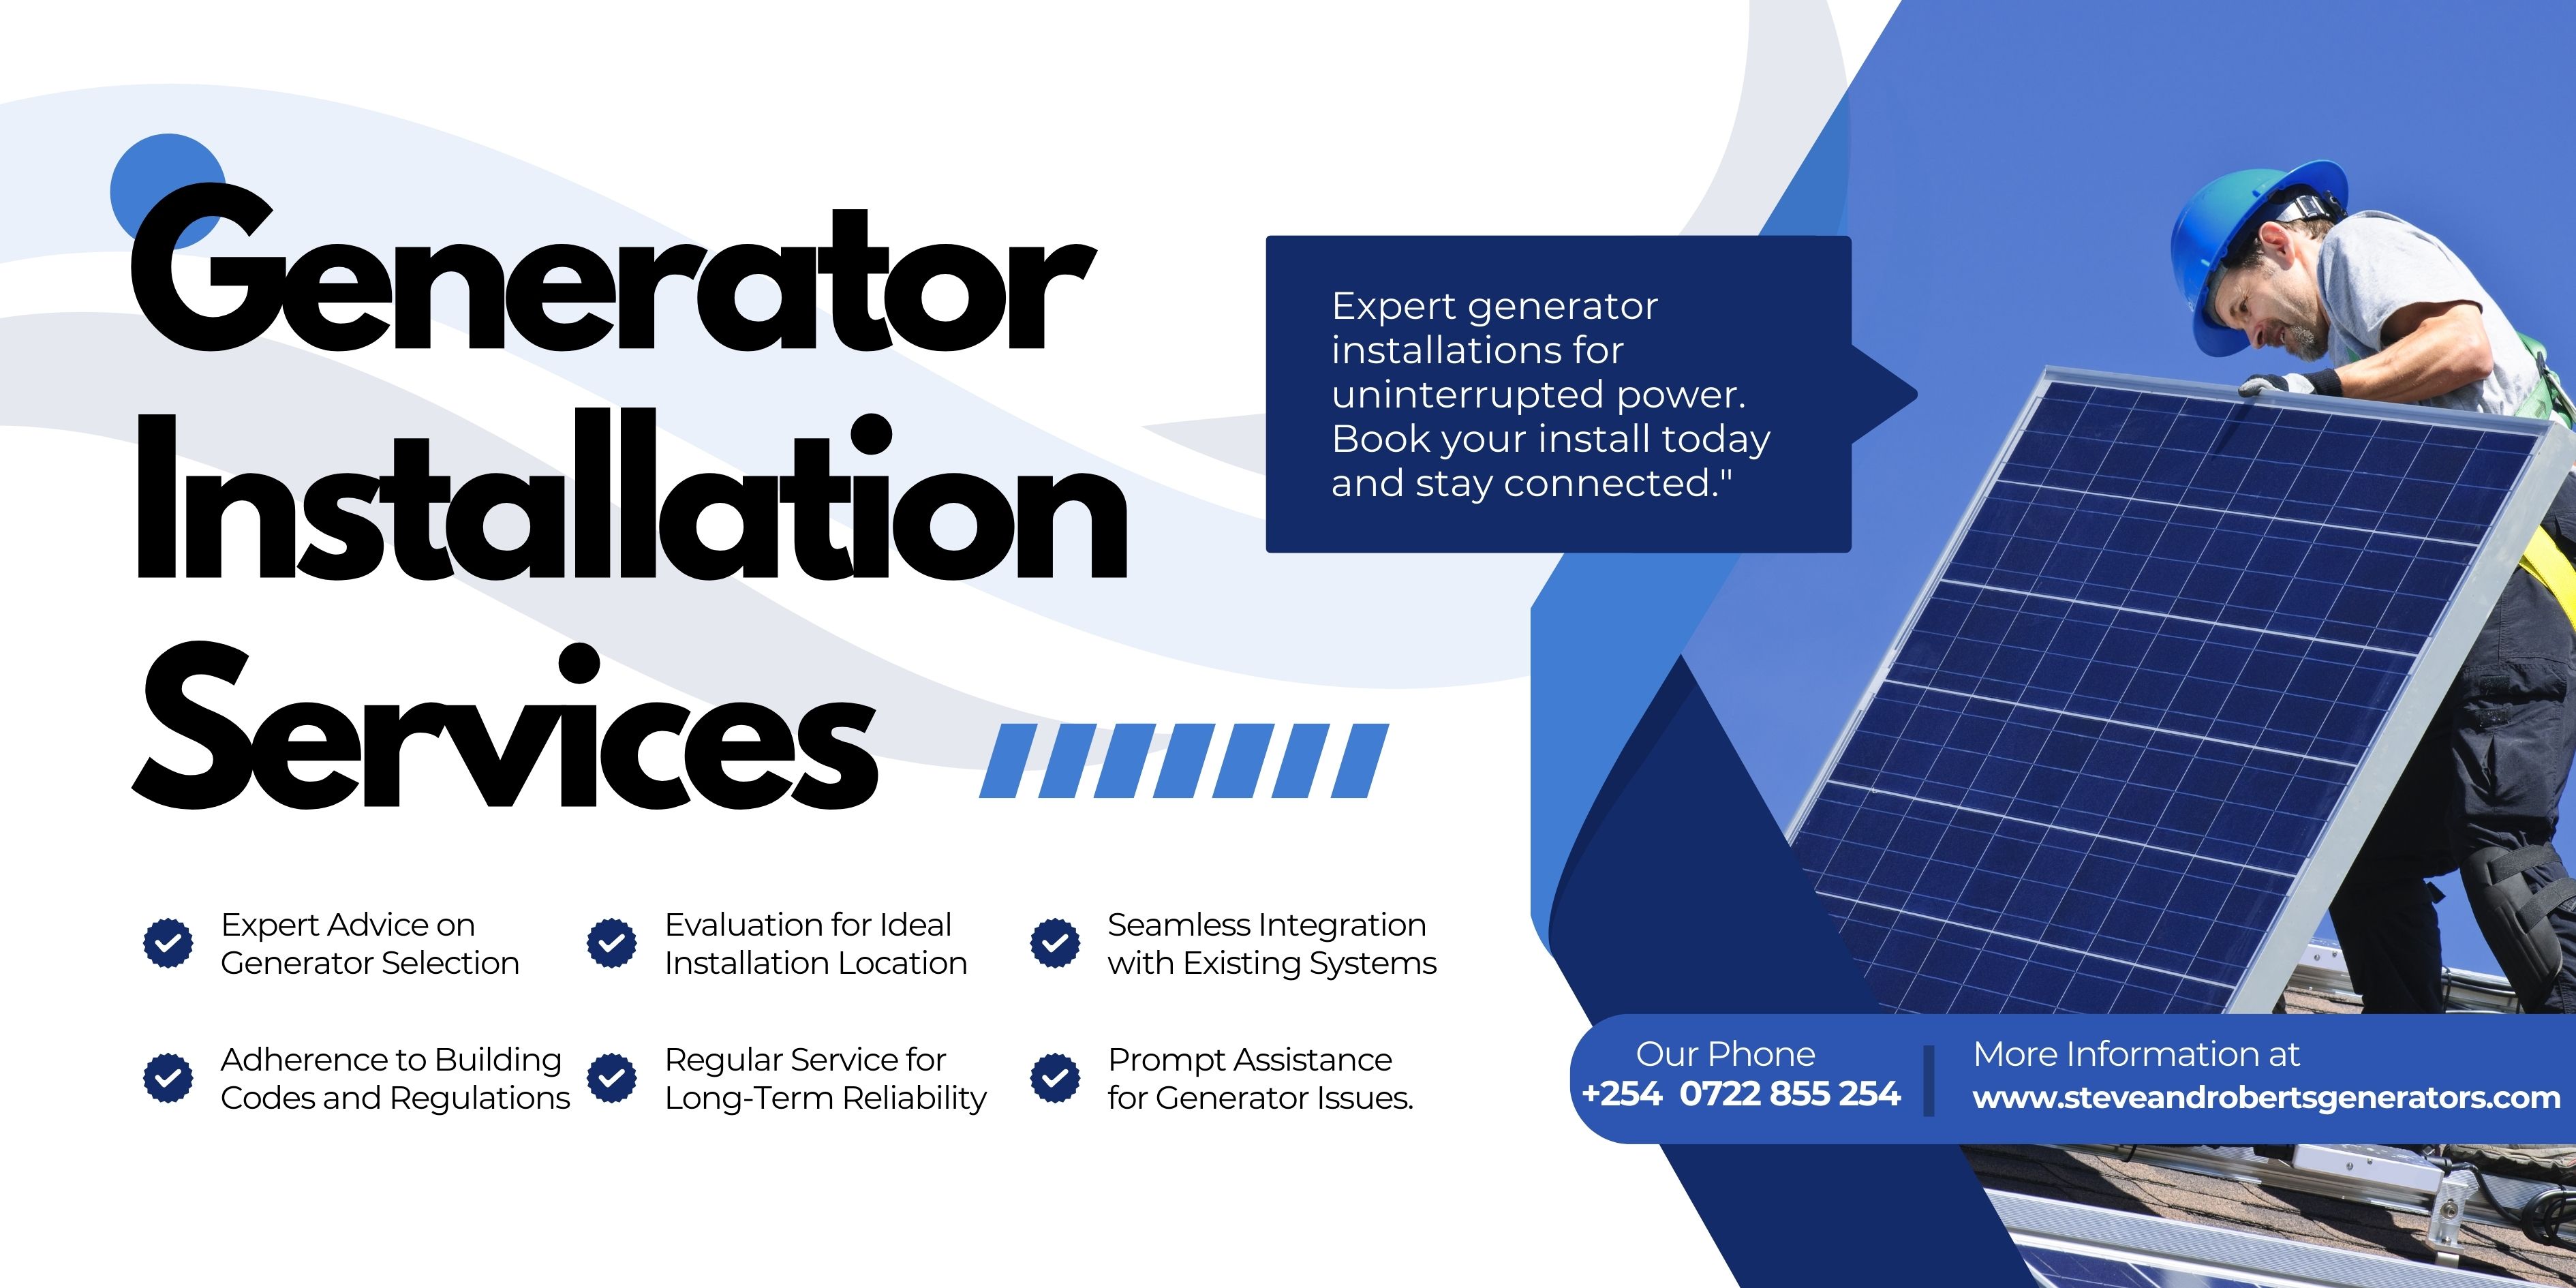 Generator
Installation
Services
Expert generator
installations for
uninterrupted power.
Book your install today
and stay connected."
Expert Advice on
Generator Selection
Evaluation for Ideal
Installation Location
Seamless Integration
with Existing Systems
Adherence to Building
Codes and Regulations
Regular Service for
Long-Term Reliability
Prompt Assistance
for Generator Issues.
Our Phone
+254  0722 855 254
More Information at
www.steveandrobertsgenerators.com